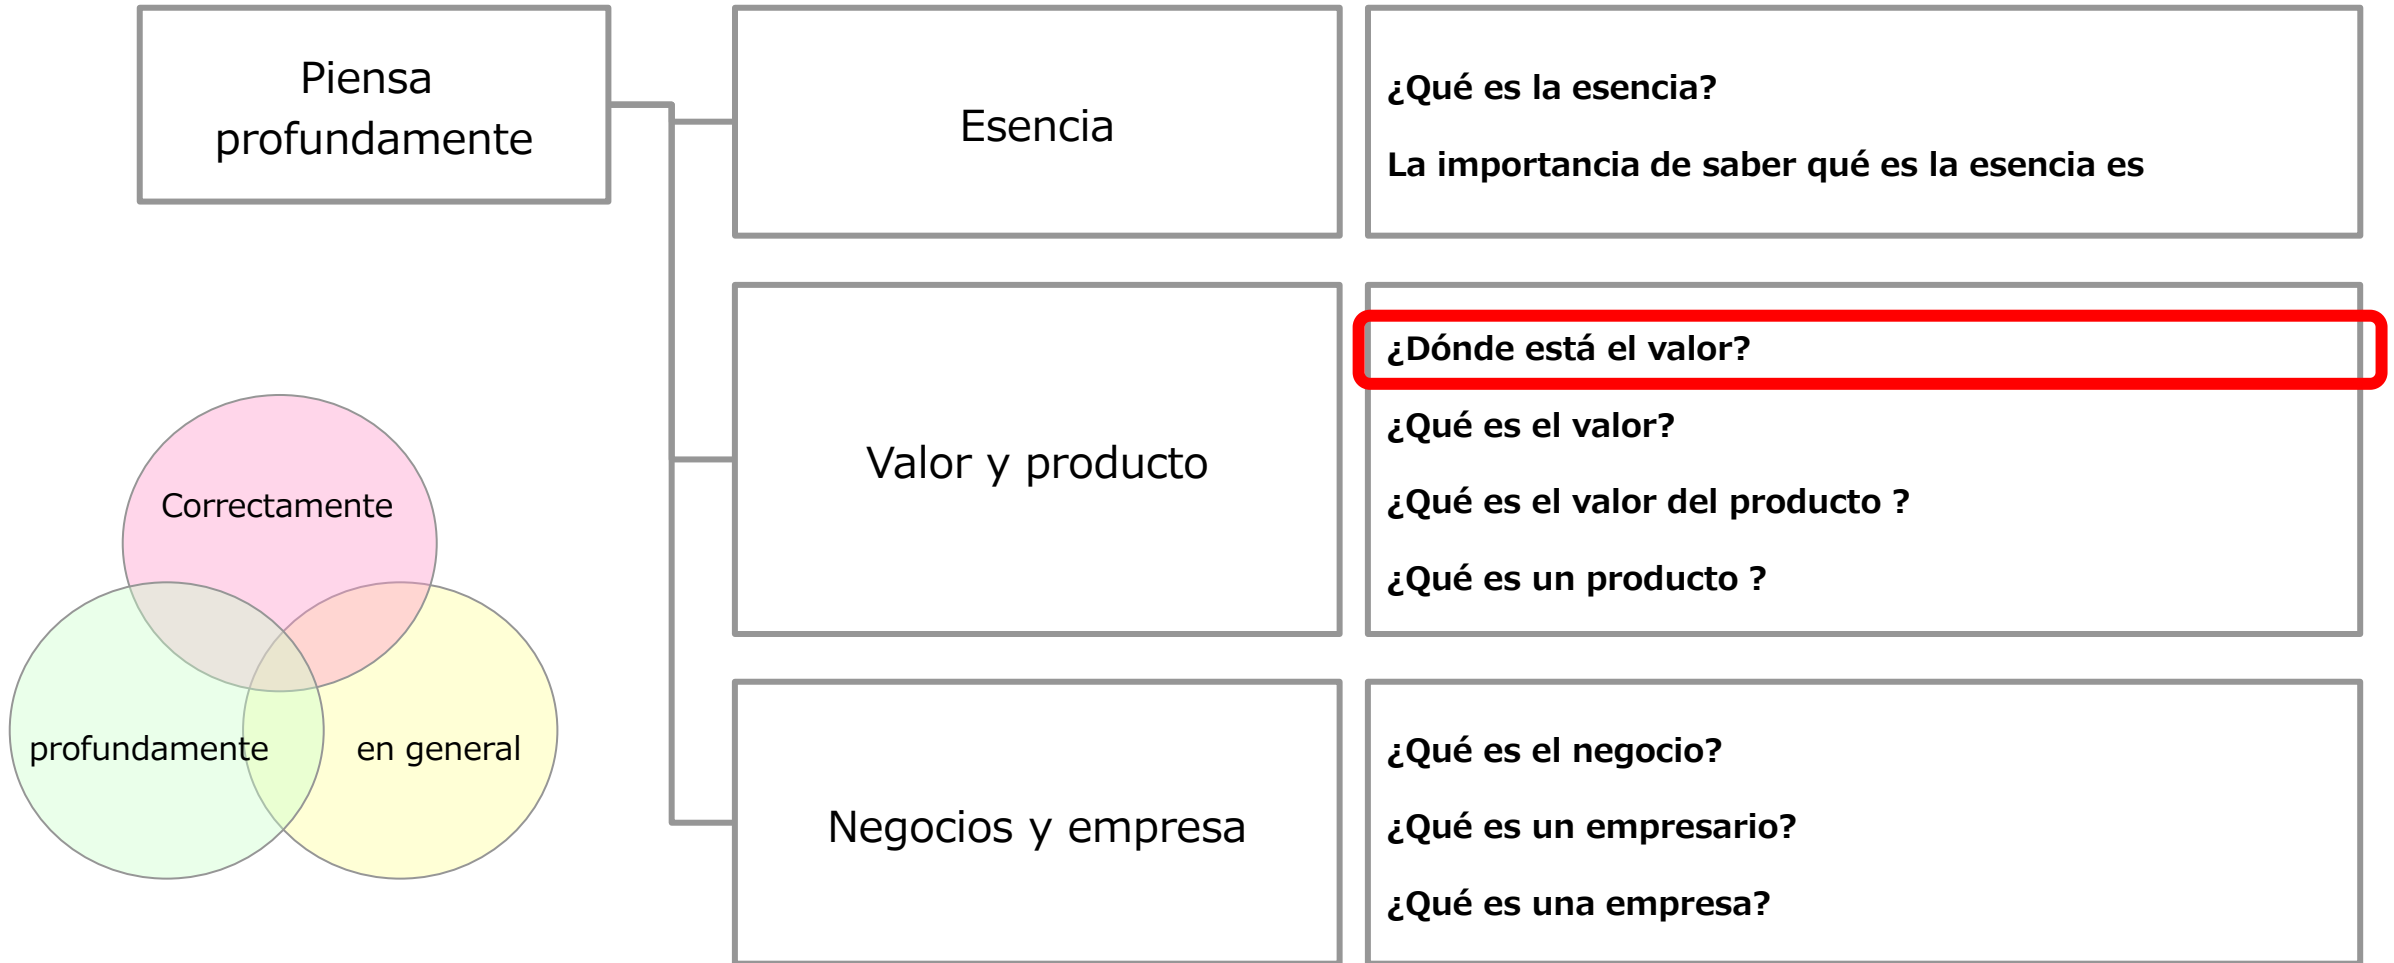 Piensa
profundamente
Esencia
¿Qué es la esencia?
La importancia de saber qué es la esencia es
Valor y producto
¿Dónde está el valor?
¿Qué es el valor?
¿Qué es el valor del producto ?
¿Qué es un producto ?
Negocios y empresa
¿Qué es el negocio?
¿Qué es un empresario?
¿Qué es una empresa?
Correctamente
profundamente
en general